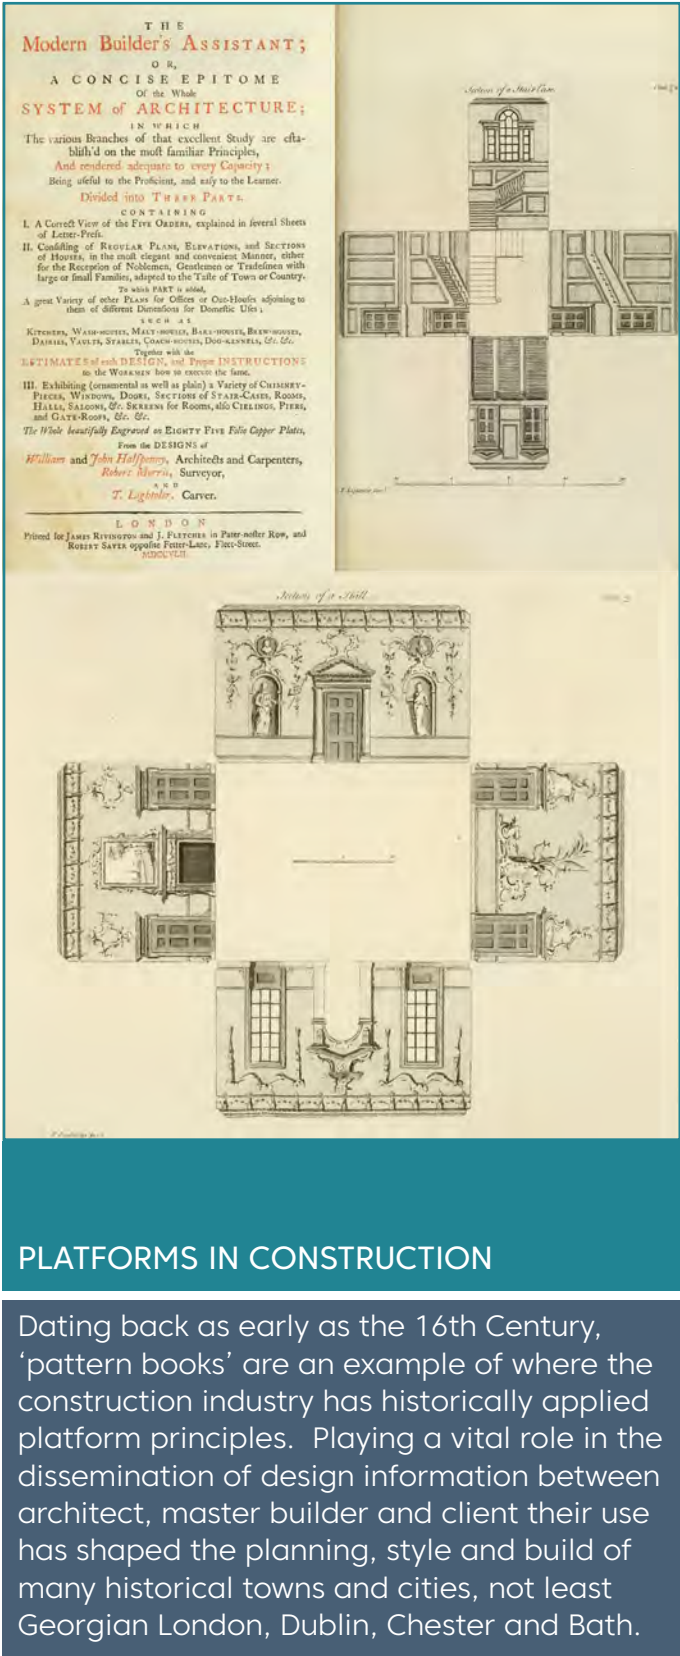 THE
Modern Builder's ASSISTANT;
OR,
A CONCISE EPITOME
Of the Whole
SYSTEM of ARCHITECTURE;
IN WHICH
The various Branches of that excellent Study are esta-
blish'd on the most familiar Principles,
And rendered adequate to every Capacity;
Being useful to the Proficient, and easy to the Learner.
Divided into THREE PARTS.
CONTAINING
I. A Correct View of the FIVE ORDERS, explained in several Sheets
of Letter-Press.
II. Consisting of REGULAR PLANS, ELEVATIONS, and SECTIONS
of HOUSES, in the most elegant and convenient Manner, either
for the Reception of Noblemen, Gentlemen or Tradesmen with
large or small Families, adapted to the Taste of Town or Country.
To which PART is added,
A great Variety of other PLANS for Offices or Out-Houses adjoining to
them of different Dimensions for Domestic Uses;
SUCH AS
KITCHENS, WASH-HOUSES, MALT-HOUSES, BAKE-HOUSES, BREW-HOUSES,
DAIRIES, VAULTS, STABLES, COACH-HOUSES, DOG-KENNELS, &c. &c.
Together with the
ESTIMATES of each DESIGN, and Proper INSTRUCTIONS
to the WORKMEN how to execute the same.
III. Exhibiting (ornamental as well as plain) a Variety of CHIMNEY-
PIECES, WINDOWS, DOORS, SECTIONS of STAIR-CASES, ROOMS,
HALLS, SALOONS, &c. SKREENS for ROOMS, also CIELINGS, PIERS,
and GATE-ROOFS, &c. &c.
The Whole beautifully Engraved on EIGHTY FIVE Folio Copper Plates,
From the DESIGNS of
William and John Halfpenny, Architects and Carpenters,
Robert Morris, Surveyor,
AND
T. Lightoler, Carver.
LONDON
Printed for JAMES RIVINGTON and J. FLETCHER in Pater-noster Row, and
ROBERT SAYER opposite Fetter-Lane, Fleet-Street.
Section of a Stair Case
Section of a Hall
PLATFORMS IN CONSTRUCTION
Dating back as early as the 16th Century,
‘pattern books’ are an example of where the
construction industry has historically applied
platform principles.  Playing a vital role in the
dissemination of design information between
architect, master builder and client their use
has shaped the planning, style and build of
many historical towns and cities, not least
Georgian London, Dublin, Chester and Bath.